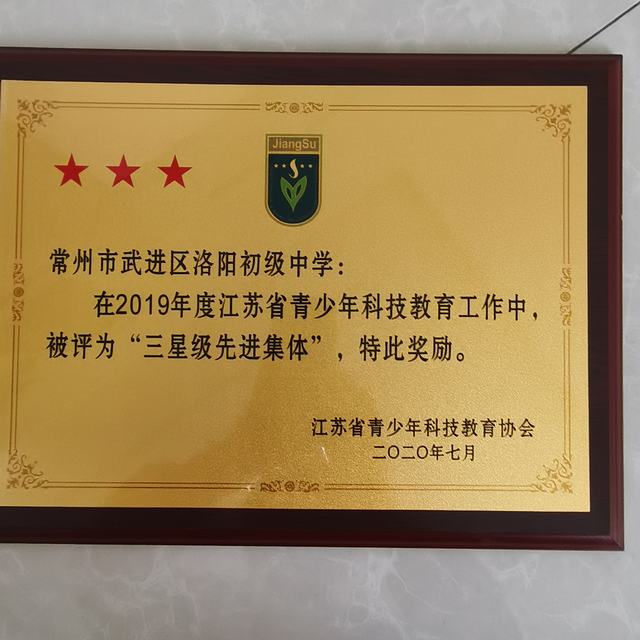 JiangSu
常州市武进区洛阳初级中学：
在2019年度江苏省青少年科技教育工作中，
被评为“三星级先进集体”，特此奖励。
江苏省青少年科技教育协会
二〇二〇年七月